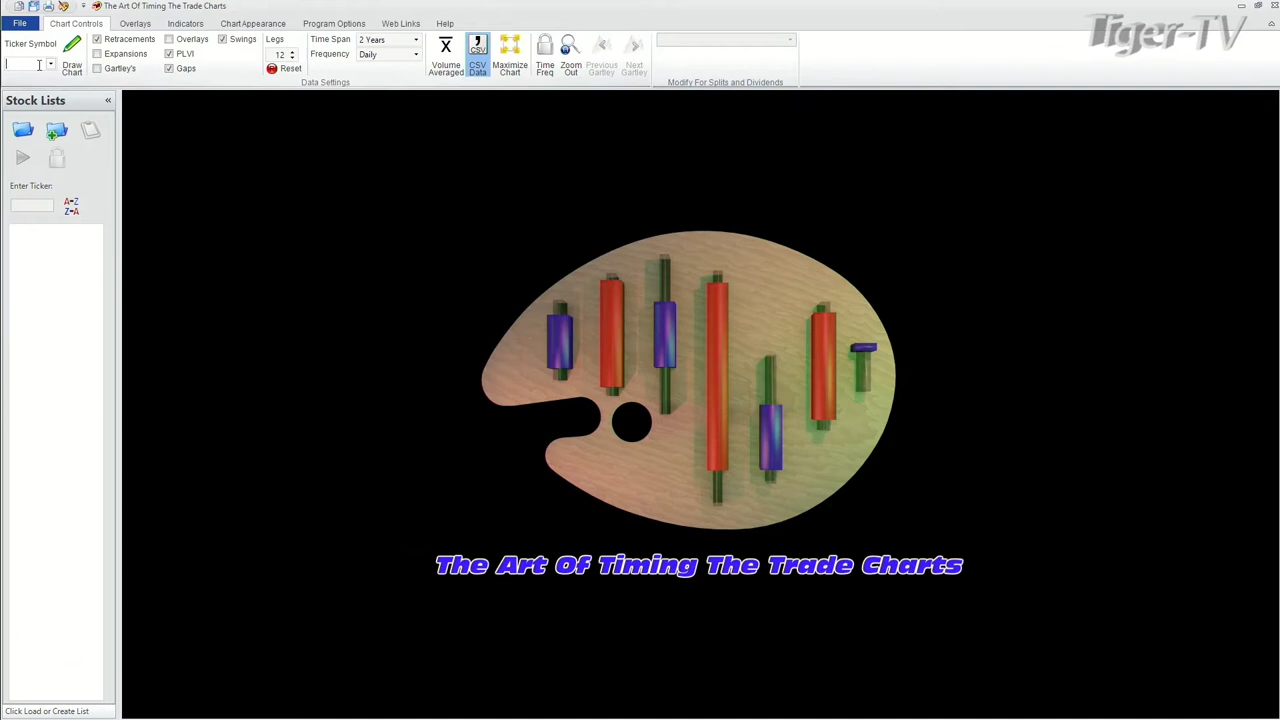 The Art Of Timing The Trade Charts
Tiger-TV
File Chart Controls Overlays Indicators Chart Appearance Program Options Web Links Help
Ticker Symbol
Draw Chart
Retracements
Expansions
Gartley's
Overlays
PLVI
Gaps
Swings
Legs
12
Reset
Time Span 2 Years
Frequency Daily
Data Settings
Volume Averaged
CSV
CSV Data
Maximize Chart
Time Freq
Zoom Out
Previous Gartley
Next Gartley
Modify For Splits and Dividends
Stock Lists «
Enter Ticker:
A-Z
Z-A
The Art Of Timing The Trade Charts
Click Load or Create List